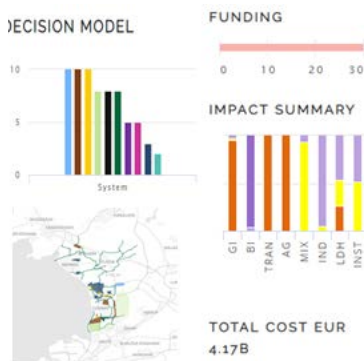 DECISION MODEL
10
5
0
System
FUNDING
0 10 20 30
IMPACT SUMMARY
GI
BI
TRAN
AG
MIX
IND
LDH
INST
TOTAL COST EUR
4.17B